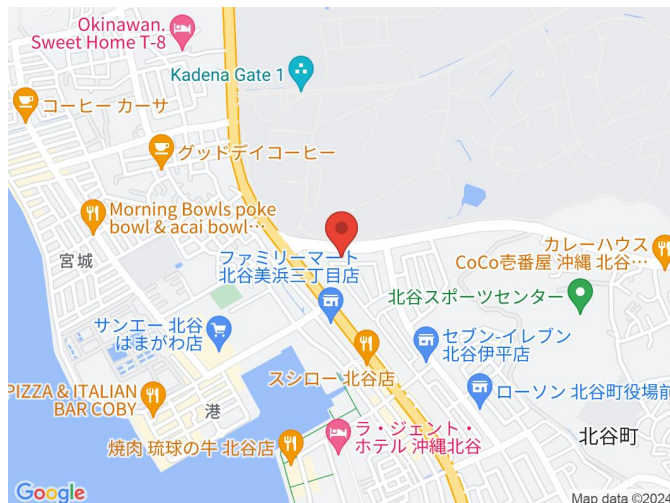 Okinawan.
Sweet Home T-8
Kadena Gate 1
コーヒー カーサ
グッドデイコーヒー
Morning Bowls poke
bowl & acai bowl…
宮城
ファミリーマート
北谷美浜三丁目店
カレーハウス
CoCo壱番屋 沖縄 北谷…
北谷スポーツセンター
サンエー 北谷
はまがわ店
セブン-イレブン
北谷伊平店
スシロー 北谷店
PIZZA & ITALIAN
BAR COBY
港
ローソン 北谷町役場前
ラ・ジェント・
ホテル 沖縄北谷
焼肉 琉球の牛 北谷店
北谷町
Google
Map data ©2024